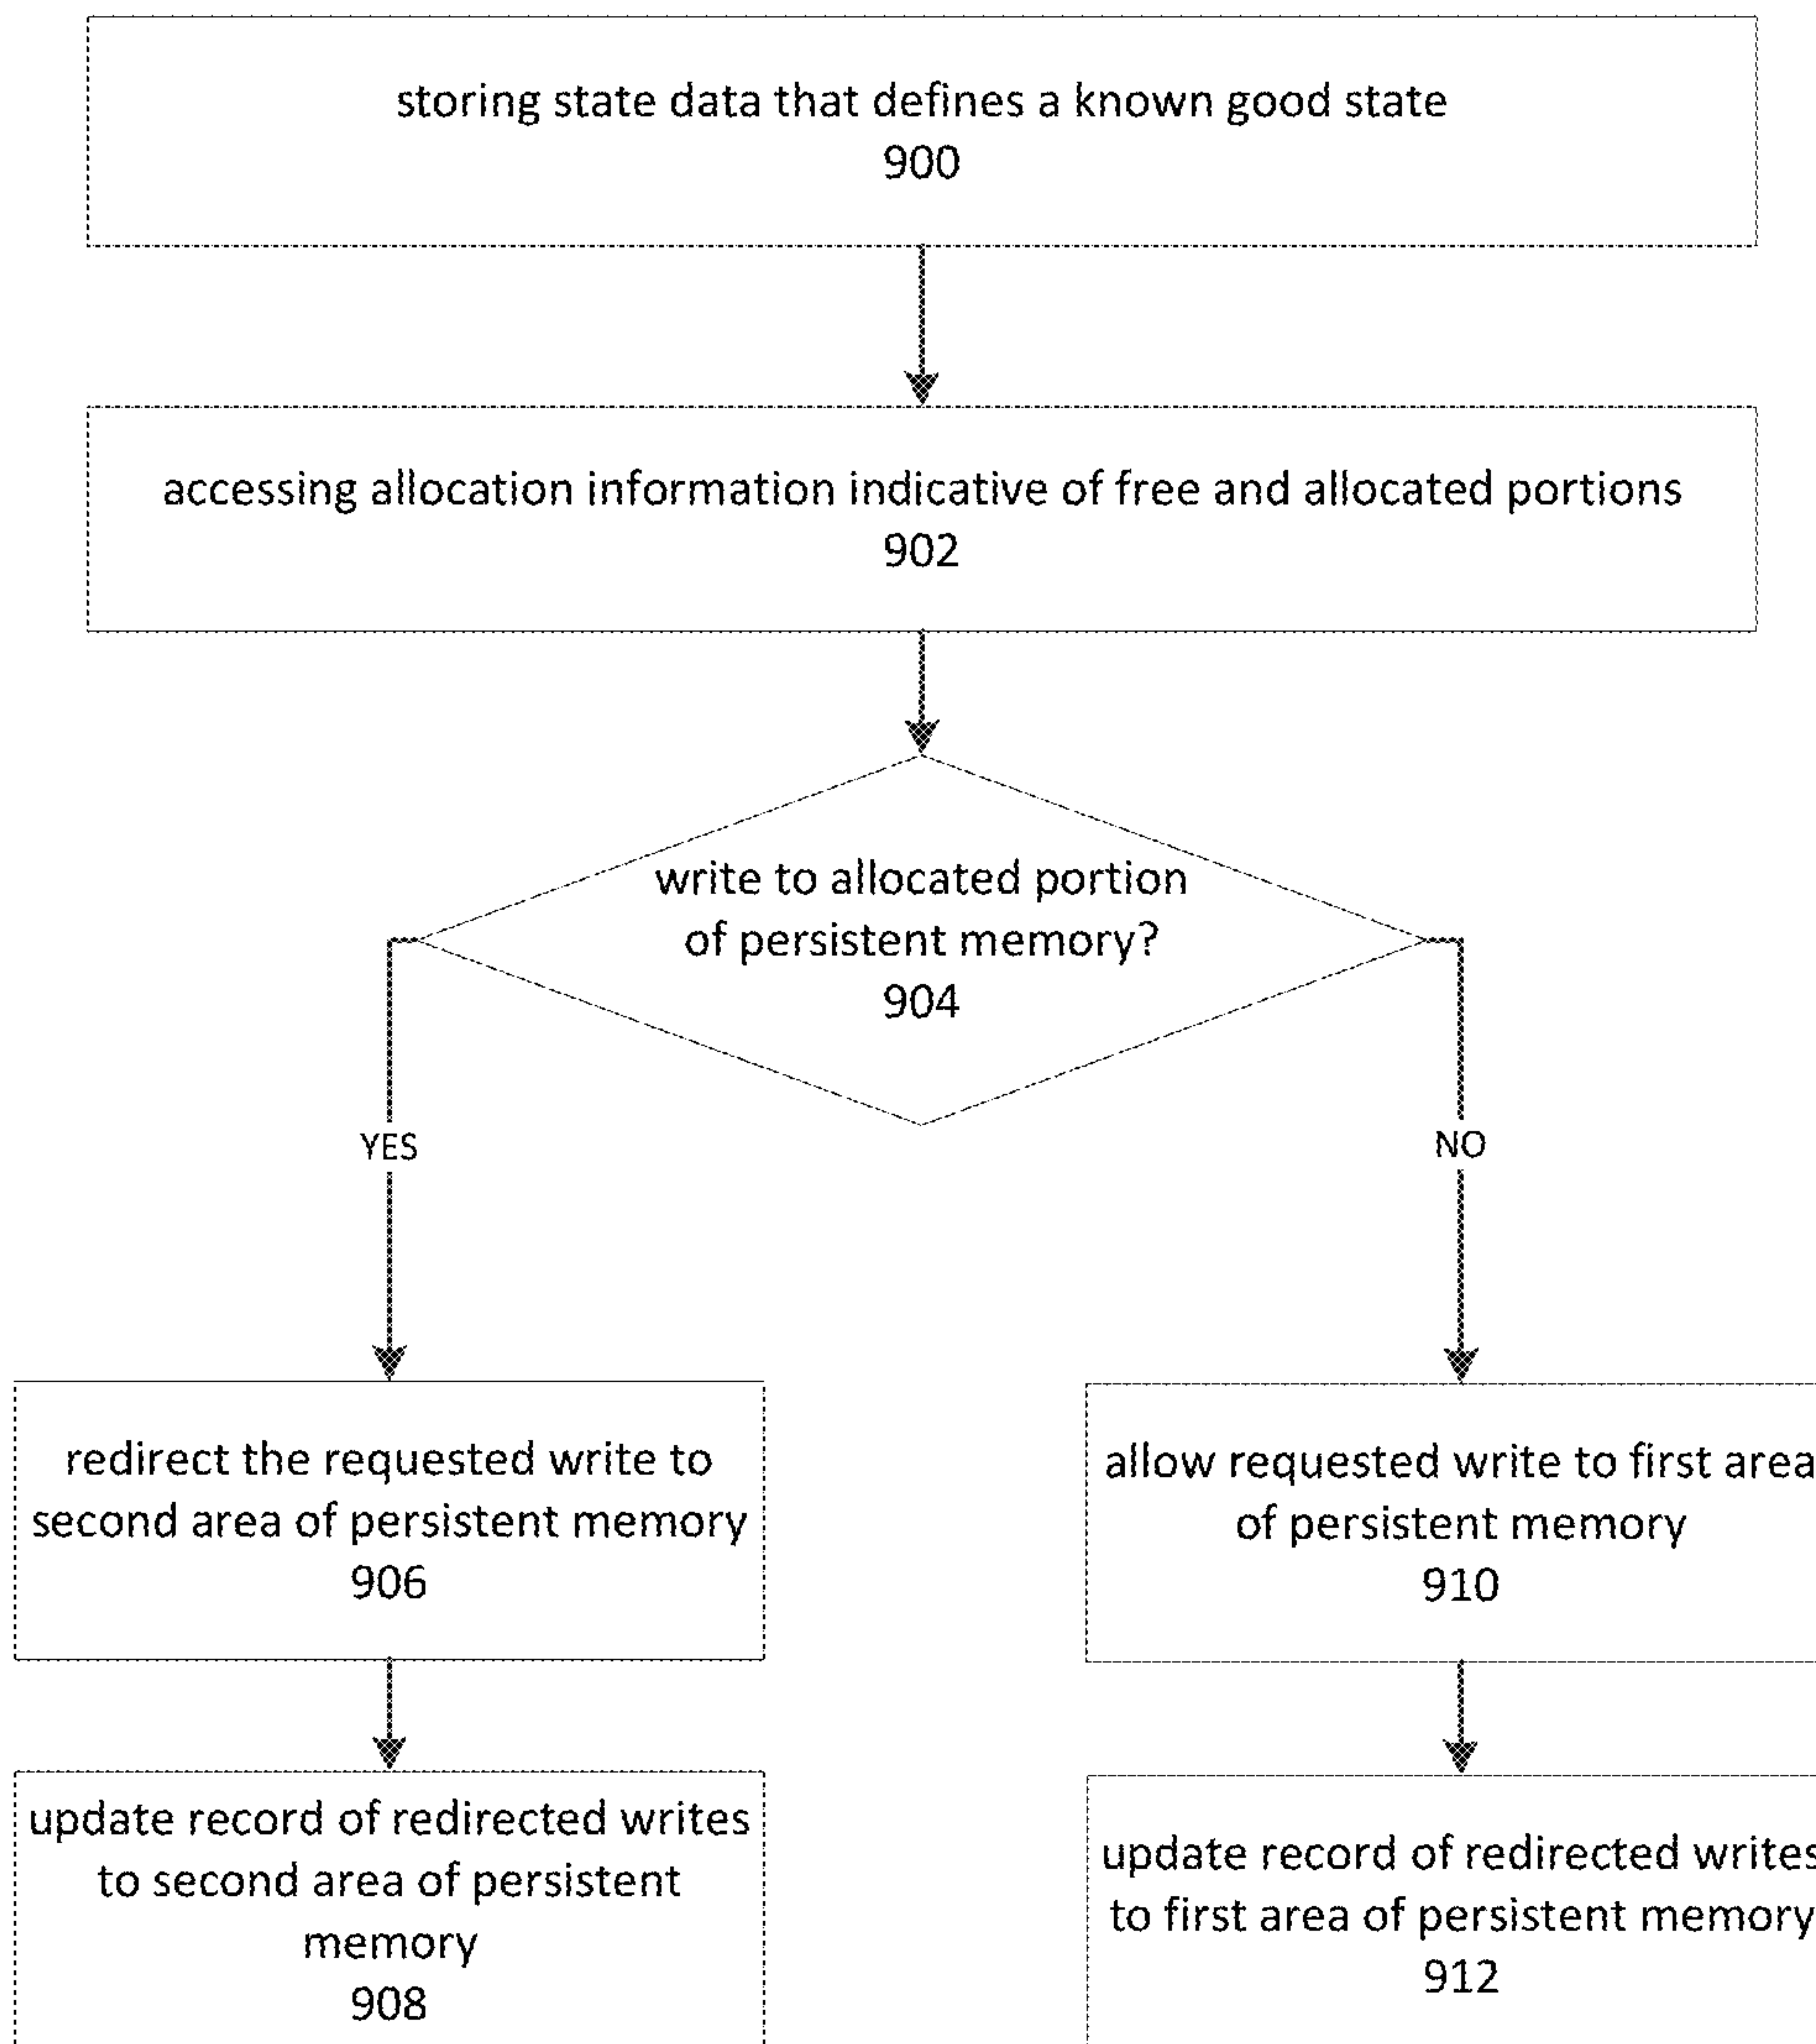 storing state data that defines a known good state
900
accessing allocation information indicative of free and allocated portions
902
write to allocated portion
of persistent memory?
904
YES
NO
redirect the requested write to
second area of persistent memory
906
allow requested write to first area
of persistent memory
910
update record of redirected writes
to second area of persistent
memory
908
update record of redirected writes
to first area of persistent memory
912